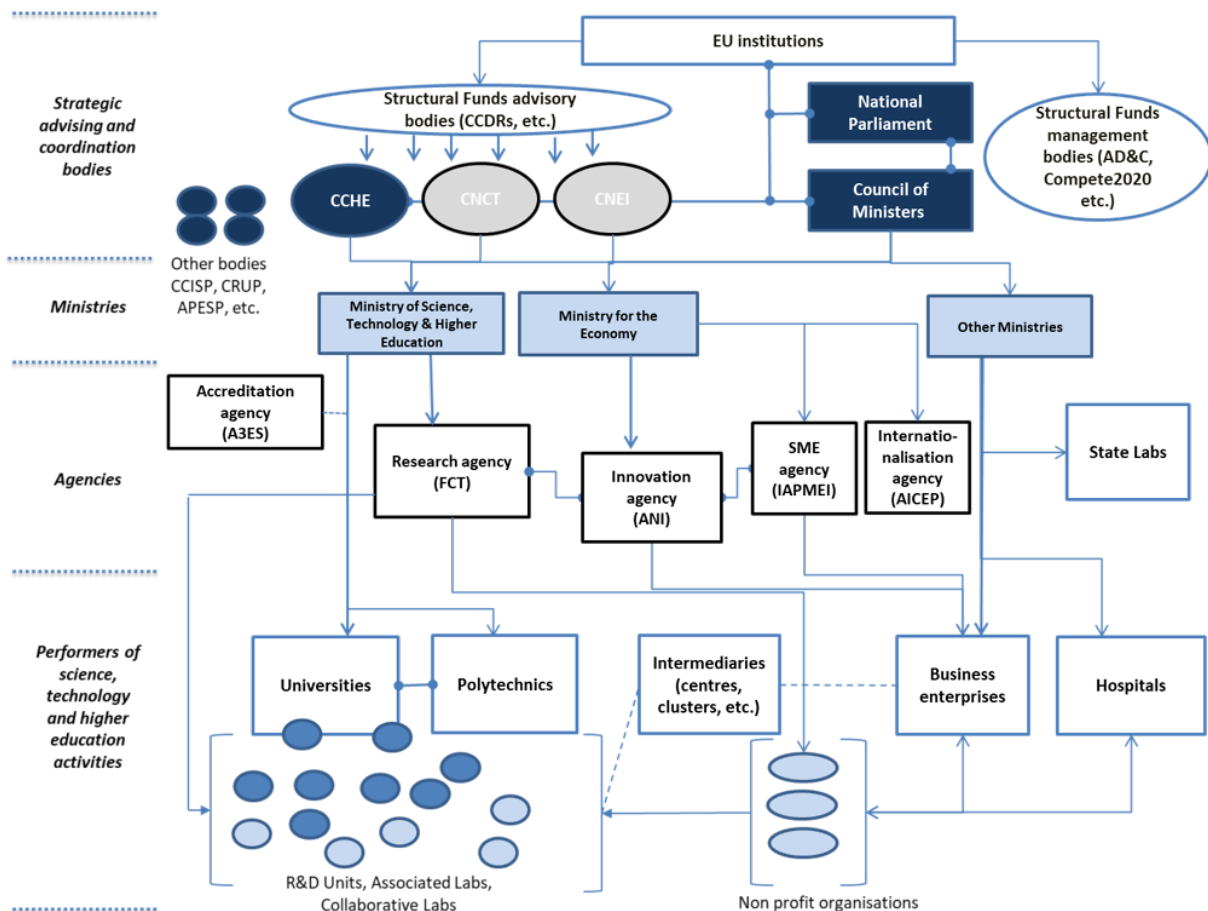 EU institutions
Strategic
advising and
coordination
bodies
Structural Funds advisory
bodies (CCDRs, etc.)
National
Parliament
Structural Funds
management
bodies (AD&C,
Compete2020
etc.)
CCHE
CNCT
CNEI
Council of
Ministers
Other bodies
CCISP, CRUP,
APESP, etc.
Ministries
Ministry of Science,
Technology & Higher
Education
Ministry for the
Economy
Other Ministries
Accreditation
agency
(A3ES)
Agencies
Research agency
(FCT)
Innovation
agency
(ANI)
SME
agency
(IAPMEI)
Internatio-
nalisation
agency
(AICEP)
State Labs
Performers of
science,
technology
and higher
education
activities
Universities
Polytechnics
Intermediaries
(centres,
clusters, etc.)
Business
enterprises
Hospitals
R&D Units, Associated Labs,
Collaborative Labs
Non profit organisations